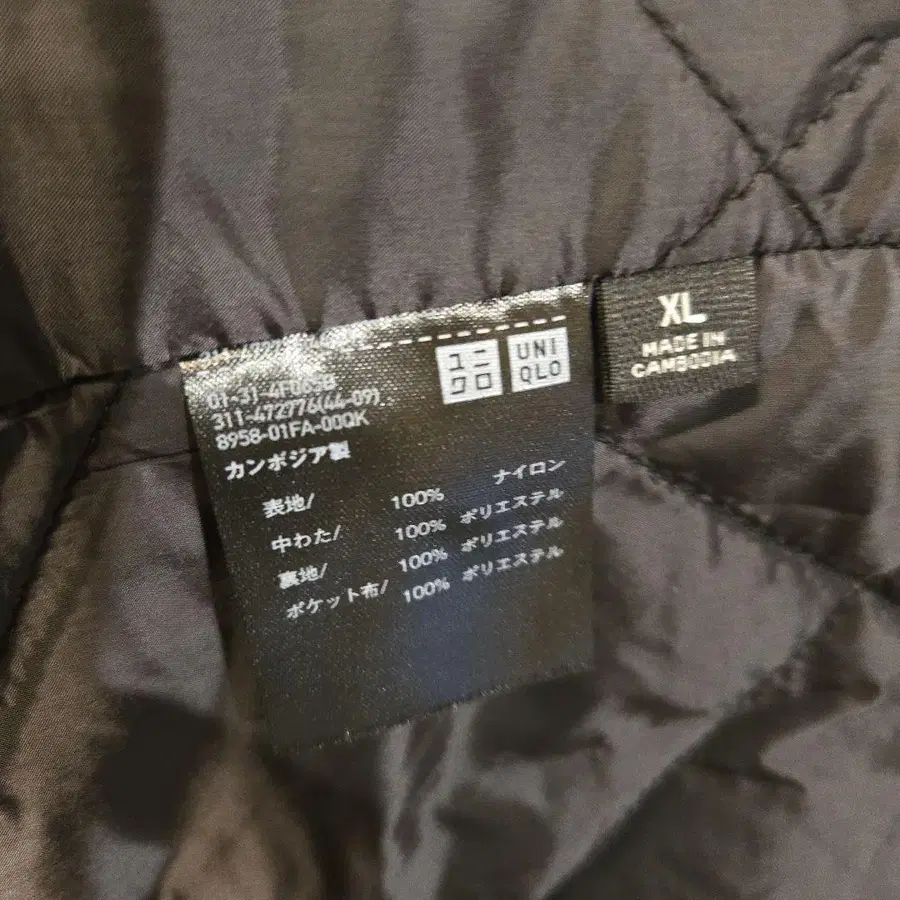 ユニ
クロ
UNI
QLO
311-472776(44-09)
8958-01FA-00QK
カンボジア製
表地/ 100% ナイロン
中わた/ 100% ポリエステル
裏地/ 100% ポリエステル
ポケット布/ 100% ポリエステル
XL
MADE IN
CAMBODIA